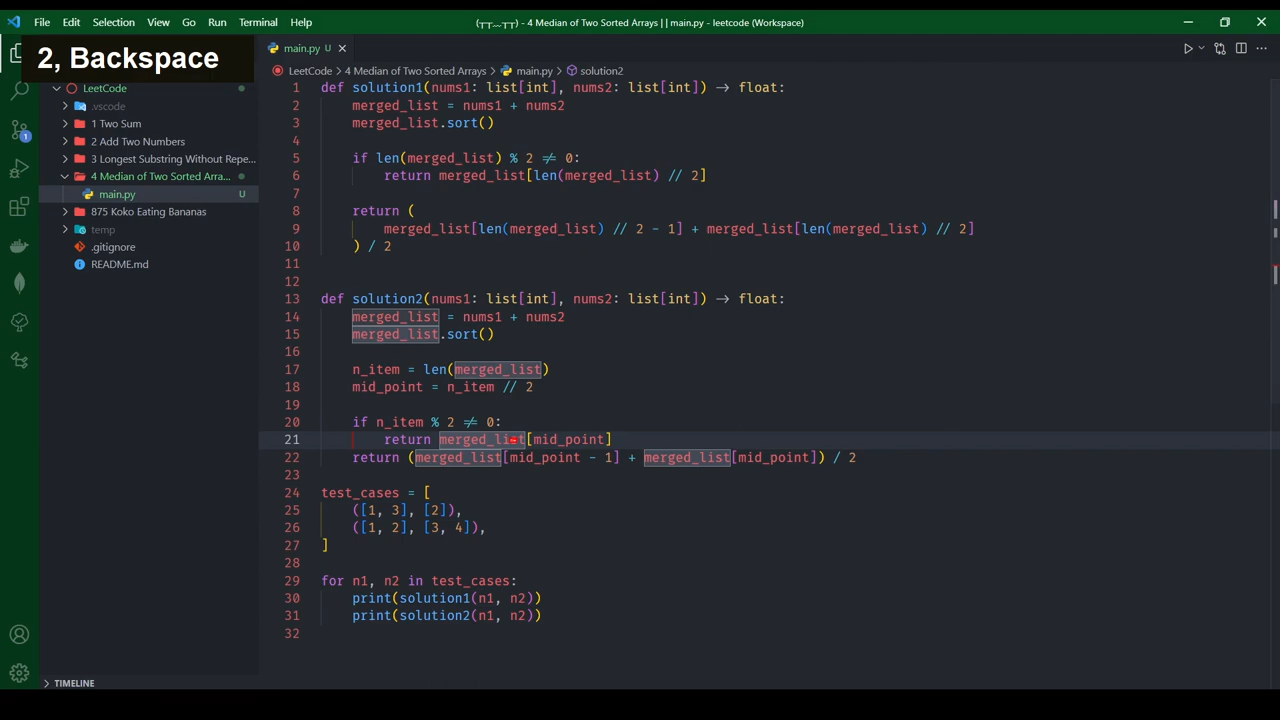 File Edit Selection View Go Run Terminal Help
(┬┬﹏┬┬) - 4 Median of Two Sorted Arrays | | main.py - leetcode (Workspace)
2, Backspace
main.py U
LeetCode > 4 Median of Two Sorted Arrays > main.py > solution2
LeetCode
.vscode
1 Two Sum
2 Add Two Numbers
3 Longest Substring Without Repe...
4 Median of Two Sorted Arra...
main.py U
875 Koko Eating Bananas
temp
.gitignore
README.md
TIMELINE
1
1 def solution1(nums1: list[int], nums2: list[int]) → float:
2 merged_list = nums1 + nums2
3 merged_list.sort()
4
5 if len(merged_list) % 2 ≠ 0:
6 return merged_list[len(merged_list) // 2]
7
8 return (
9 merged_list[len(merged_list) // 2 - 1] + merged_list[len(merged_list) // 2]
10 ) / 2
11
12
13 def solution2(nums1: list[int], nums2: list[int]) → float:
14 merged_list = nums1 + nums2
15 merged_list.sort()
16
17 n_item = len(merged_list)
18 mid_point = n_item // 2
19
20 if n_item % 2 ≠ 0:
21 return merged_list[mid_point]
22 return (merged_list[mid_point - 1] + merged_list[mid_point]) / 2
23
24 test_cases = [
25 ([1, 3], [2]),
26 ([1, 2], [3, 4]),
27 ]
28
29 for n1, n2 in test_cases:
30 print(solution1(n1, n2))
31 print(solution2(n1, n2))
32